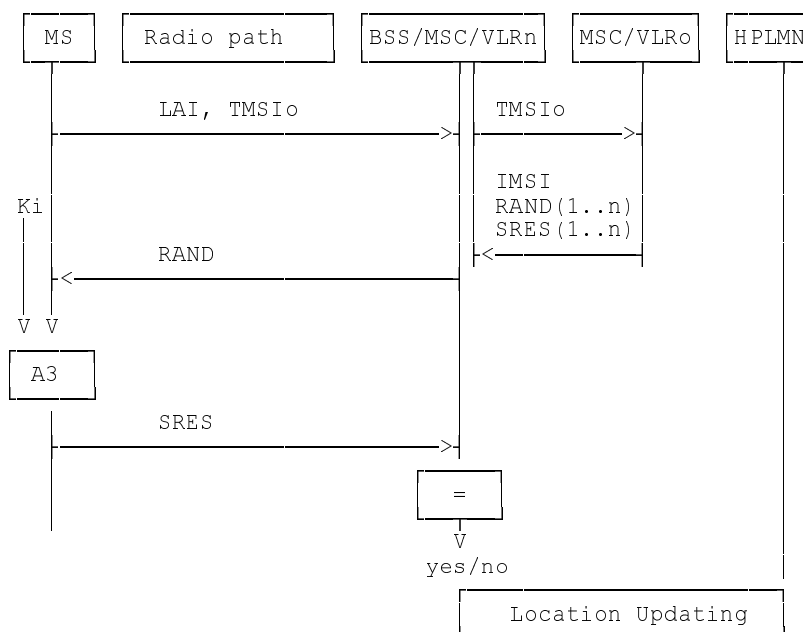 MS Radio path BSS/MSC/VLRn MSC/VLRo HPLMN
LAI, TMSIo TMSIo
IMSI
Ki RAND(1..n)
SRES(1..n)
RAND
V V
A3
SRES
=
V
yes/no
Location Updating